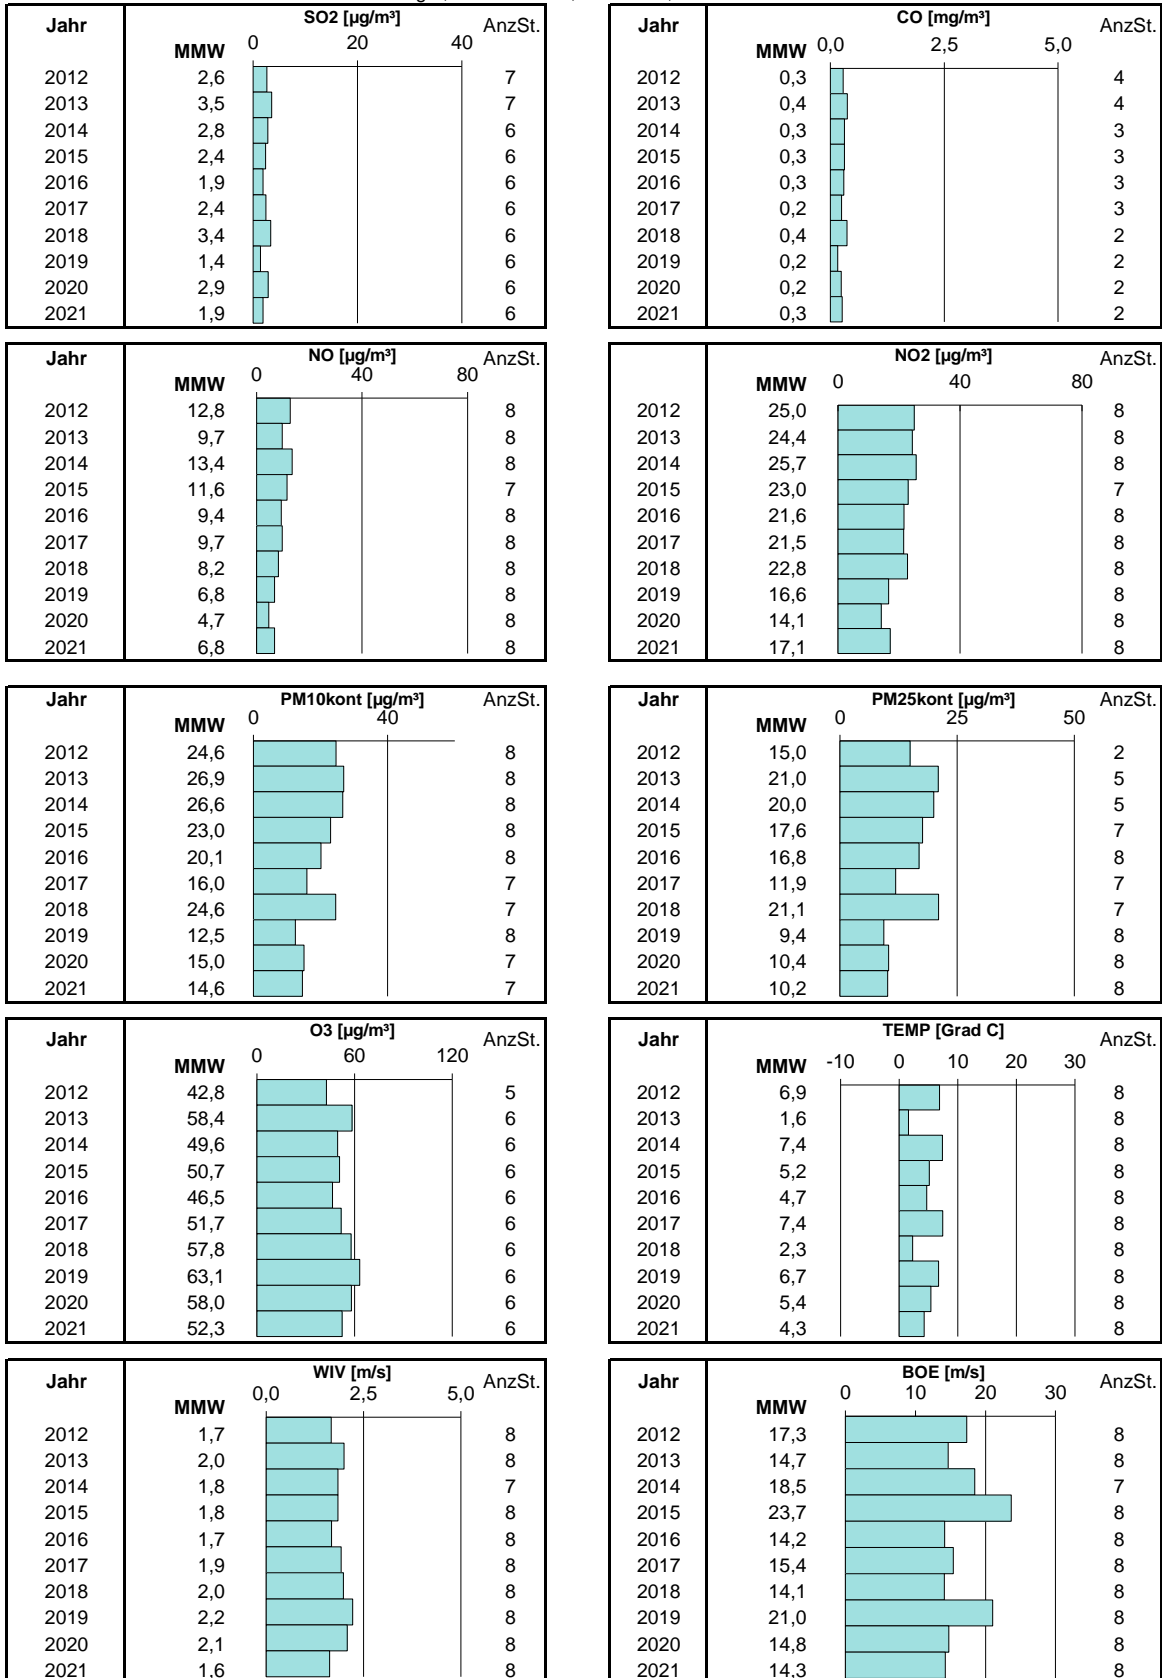 Jahr SO2 [µg/m³] AnzSt.
MMW 0 20 40
2012 2,6 7
2013 3,5 7
2014 2,8 6
2015 2,4 6
2016 1,9 6
2017 2,4 6
2018 3,4 6
2019 1,4 6
2020 2,9 6
2021 1,9 6
Jahr CO [mg/m³] AnzSt.
MMW 0,0 2,5 5,0
2012 0,3 4
2013 0,4 4
2014 0,3 3
2015 0,3 3
2016 0,3 3
2017 0,2 3
2018 0,4 2
2019 0,2 2
2020 0,2 2
2021 0,3 2
Jahr NO [µg/m³] AnzSt.
MMW 0 40 80
2012 12,8 8
2013 9,7 8
2014 13,4 8
2015 11,6 7
2016 9,4 8
2017 9,7 8
2018 8,2 8
2019 6,8 8
2020 4,7 8
2021 6,8 8
NO2 [µg/m³] AnzSt.
MMW 0 40 80
2012 25,0 8
2013 24,4 8
2014 25,7 8
2015 23,0 7
2016 21,6 8
2017 21,5 8
2018 22,8 8
2019 16,6 8
2020 14,1 8
2021 17,1 8
Jahr PM10kont [µg/m³] AnzSt.
MMW 0 40
2012 24,6 8
2013 26,9 8
2014 26,6 8
2015 23,0 8
2016 20,1 8
2017 16,0 7
2018 24,6 7
2019 12,5 8
2020 15,0 7
2021 14,6 7
Jahr PM25kont [µg/m³] AnzSt.
MMW 0 25 50
2012 15,0 2
2013 21,0 5
2014 20,0 5
2015 17,6 7
2016 16,8 8
2017 11,9 7
2018 21,1 7
2019 9,4 8
2020 10,4 8
2021 10,2 8
Jahr O3 [µg/m³] AnzSt.
MMW 0 60 120
2012 42,8 5
2013 58,4 6
2014 49,6 6
2015 50,7 6
2016 46,5 6
2017 51,7 6
2018 57,8 6
2019 63,1 6
2020 58,0 6
2021 52,3 6
Jahr TEMP [Grad C] AnzSt.
MMW -10 0 10 20 30
2012 6,9 8
2013 1,6 8
2014 7,4 8
2015 5,2 8
2016 4,7 8
2017 7,4 8
2018 2,3 8
2019 6,7 8
2020 5,4 8
2021 4,3 8
Jahr WIV [m/s] AnzSt.
MMW 0,0 2,5 5,0
2012 1,7 8
2013 2,0 8
2014 1,8 7
2015 1,8 8
2016 1,7 8
2017 1,9 8
2018 2,0 8
2019 2,2 8
2020 2,1 8
2021 1,6 8
Jahr BOE [m/s] AnzSt.
MMW 0 10 20 30
2012 17,3 8
2013 14,7 8
2014 18,5 7
2015 23,7 8
2016 14,2 8
2017 15,4 8
2018 14,1 8
2019 21,0 8
2020 14,8 8
2021 14,3 8